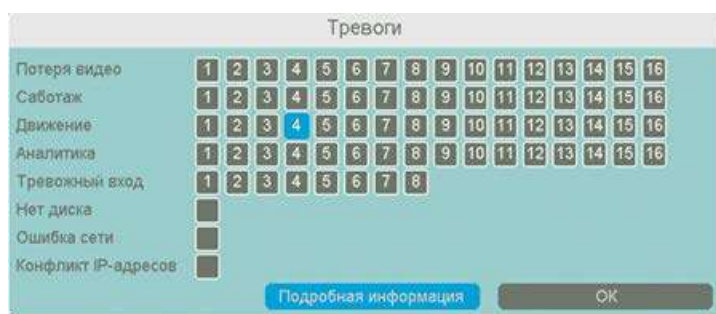 Тревоги
Потеря видео 1 2 3 4 5 6 7 8 9 10 11 12 13 14 15 16
Саботаж 1 2 3 4 5 6 7 8 9 10 11 12 13 14 15 16
Движение 1 2 3 4 5 6 7 8 9 10 11 12 13 14 15 16
Аналитика 1 2 3 4 5 6 7 8 9 10 11 12 13 14 15 16
Тревожный вход 1 2 3 4 5 6 7 8
Нет диска
Ошибка сети
Конфликт IP-адресов
Подробная информация OK